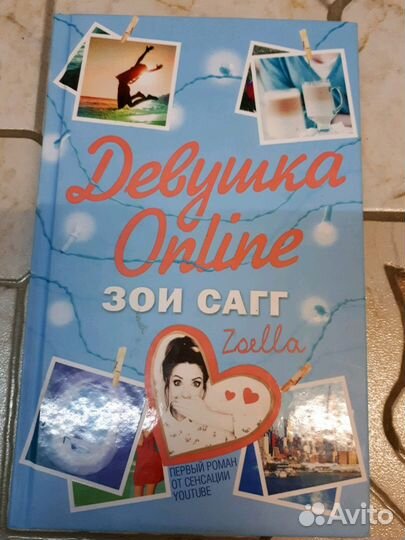 Девушка
Online
ЗОИ САГГ
Zoella
ПЕРВЫЙ РОМАН
ОТ СЕНСАЦИИ
YOUTUBE
Avito